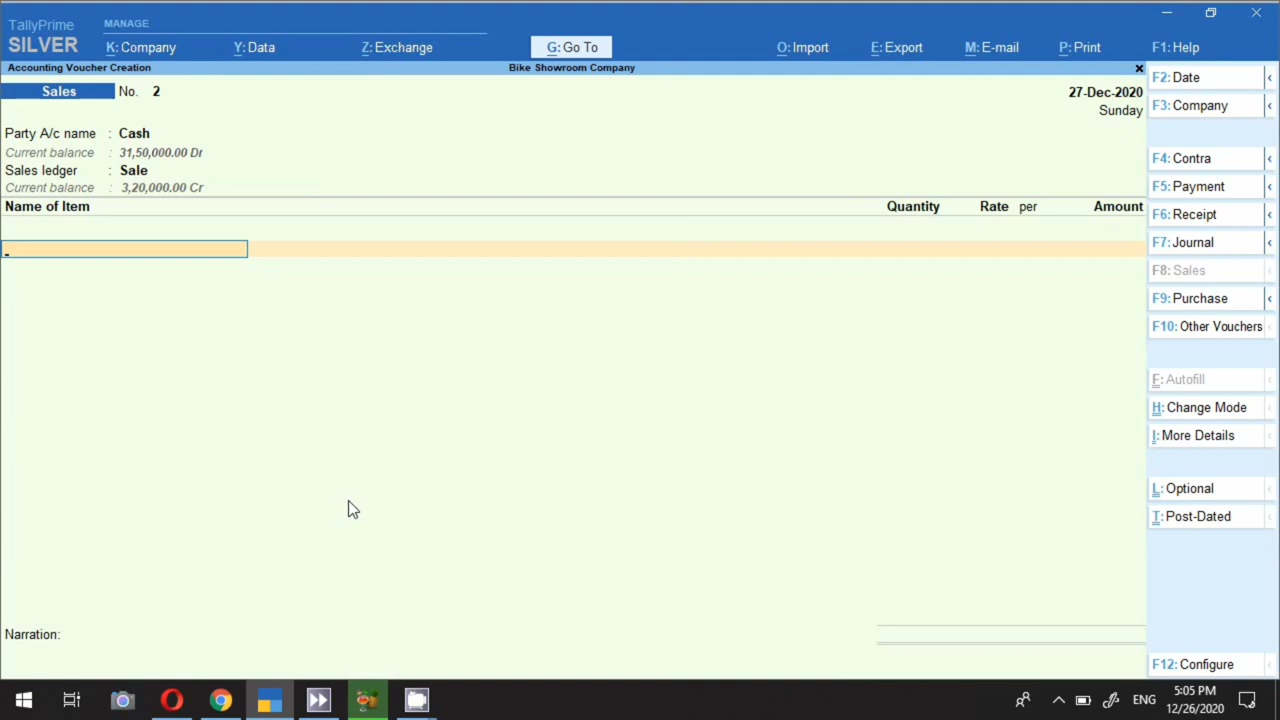 TallyPrime
SILVER
MANAGE
K: Company
Y: Data
Z: Exchange
G: Go To
O: Import
E: Export
M: E-mail
P: Print
F1: Help
Accounting Voucher Creation
Bike Showroom Company
Sales No. 2
27-Dec-2020
Sunday
Party A/c name : Cash
Current balance : 31,50,000.00 Dr
Sales ledger : Sale
Current balance : 3,20,000.00 Cr
Name of Item Quantity Rate per Amount
Narration:
F2: Date
F3: Company
F4: Contra
F5: Payment
F6: Receipt
F7: Journal
F8: Sales
F9: Purchase
F10: Other Vouchers
F: Autofill
H: Change Mode
I: More Details
L: Optional
T: Post-Dated
F12: Configure
ENG
5:05 PM
12/26/2020